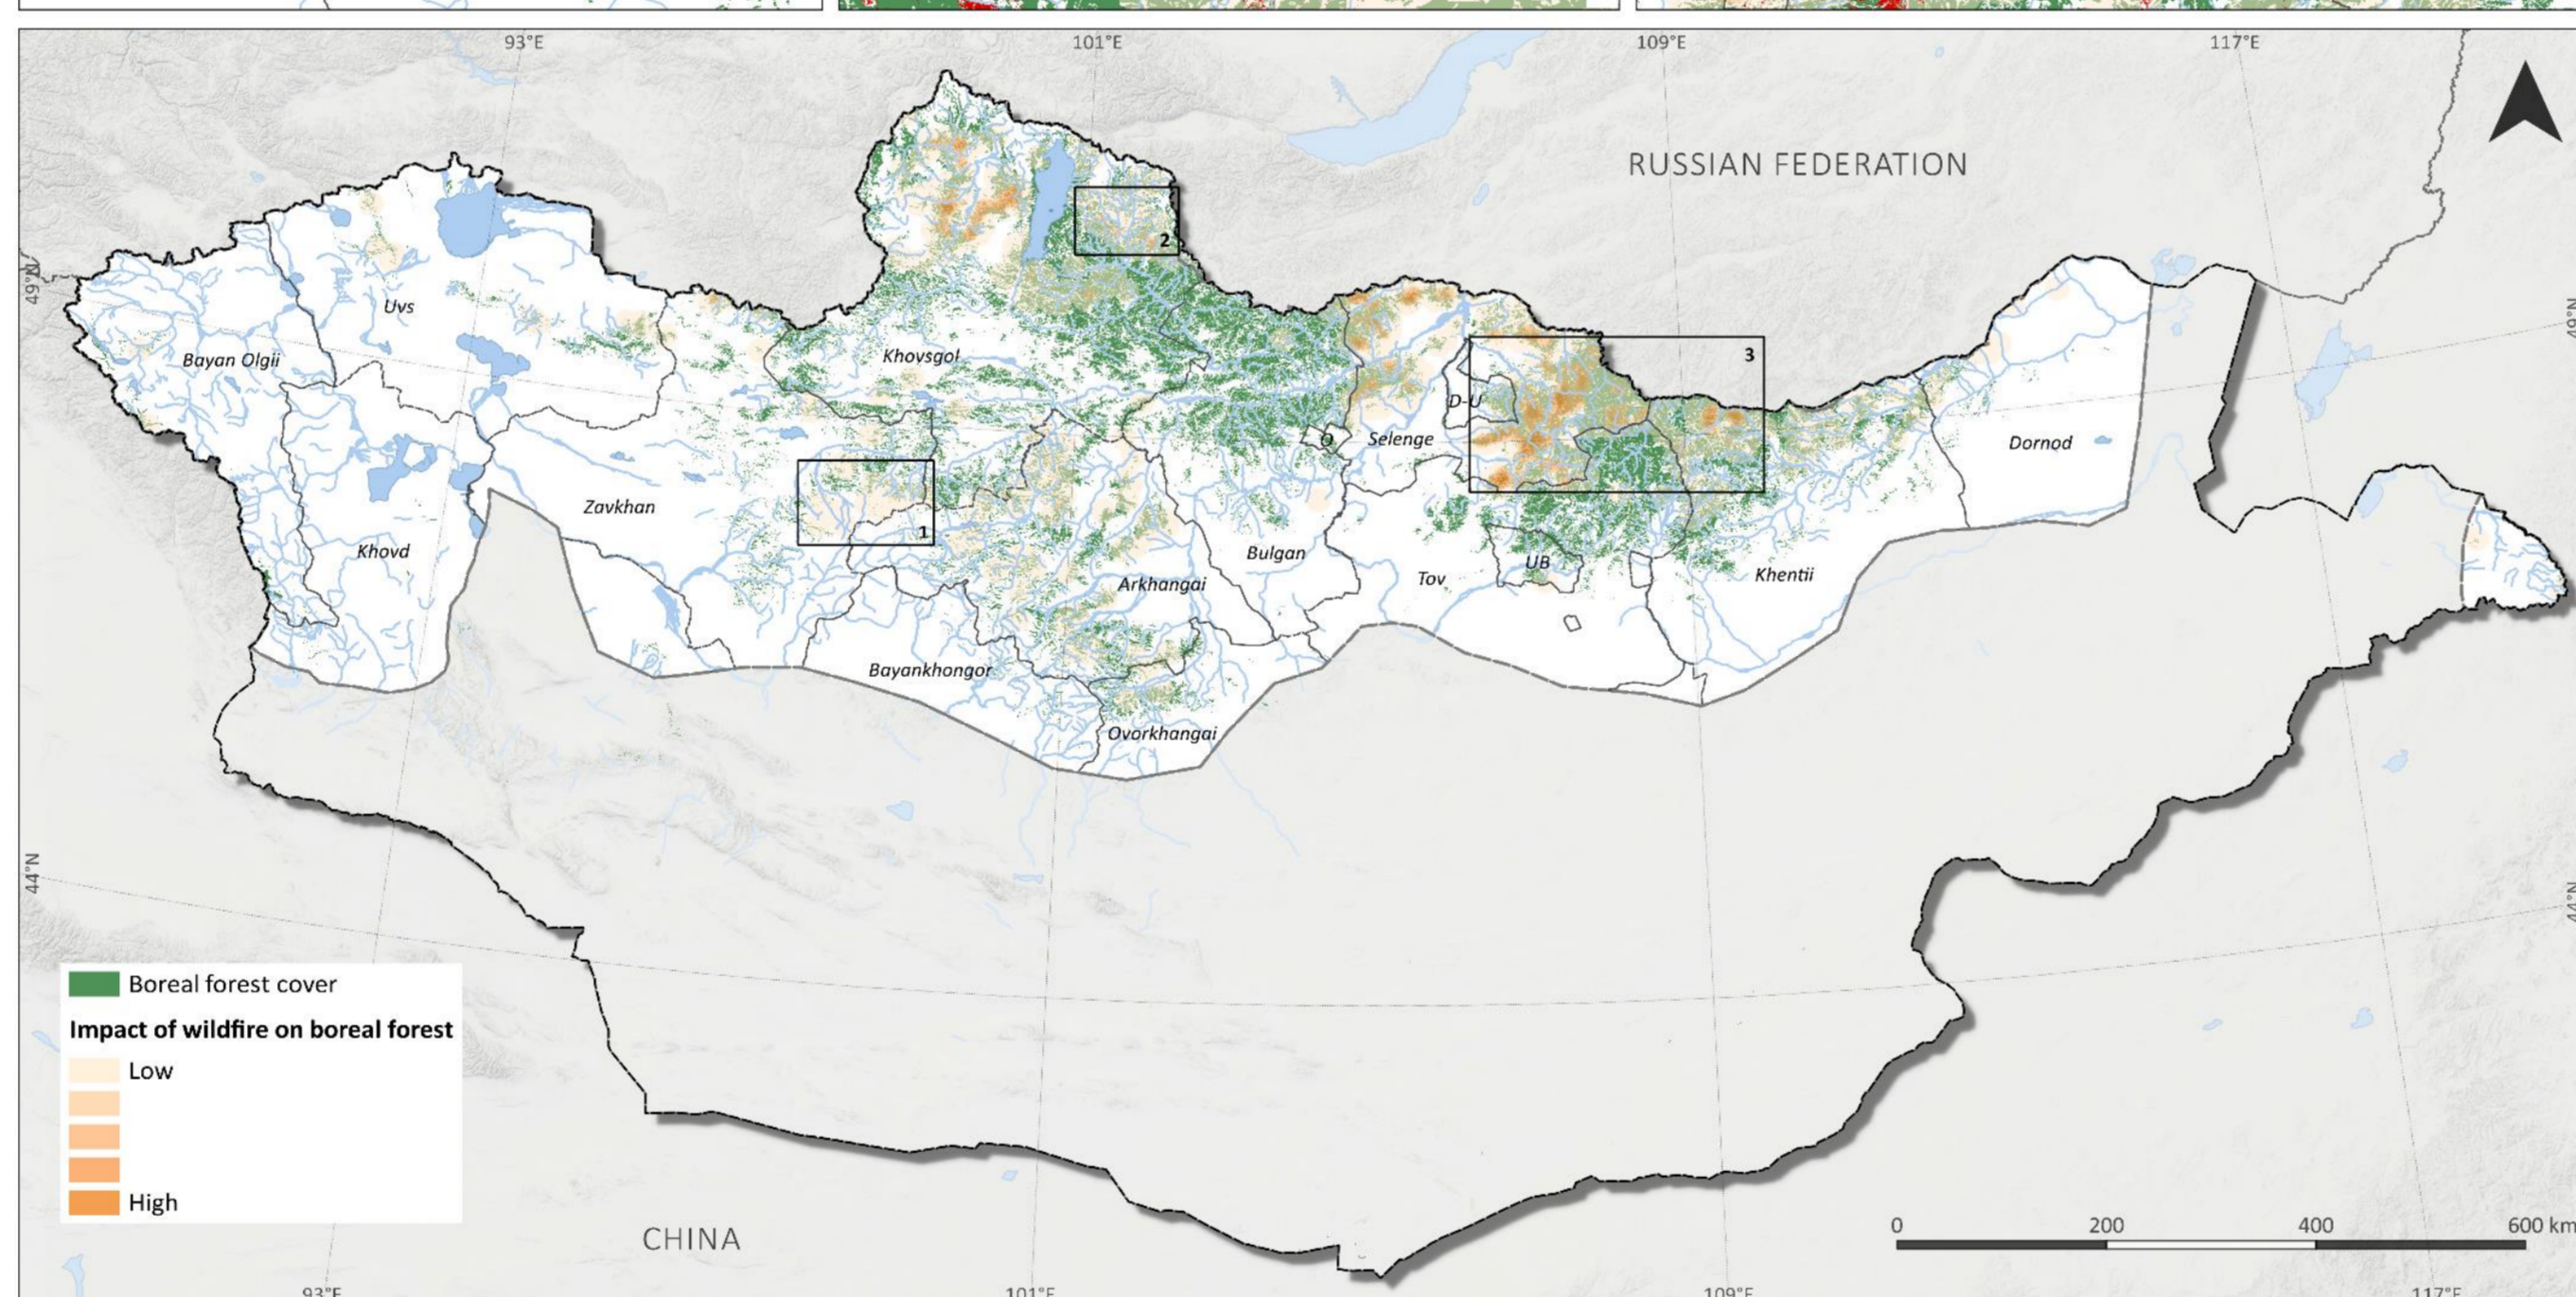 93°E
101°E
109°E
117°E
RUSSIAN FEDERATION
2
49°N
49°N
Uvs
Bayan Olgii
Khovsgol
3
D-U
O
Selenge
Dornod
Zavkhan
1
Khovd
Bulgan
UB
Arkhangai
Tov
Khentii
Bayankhongor
Ovorkhangai
44°N
44°N
Boreal forest cover
Impact of wildfire on boreal forest
Low
High
CHINA
0 200 400 600 km
93°E
101°E
109°E
117°E